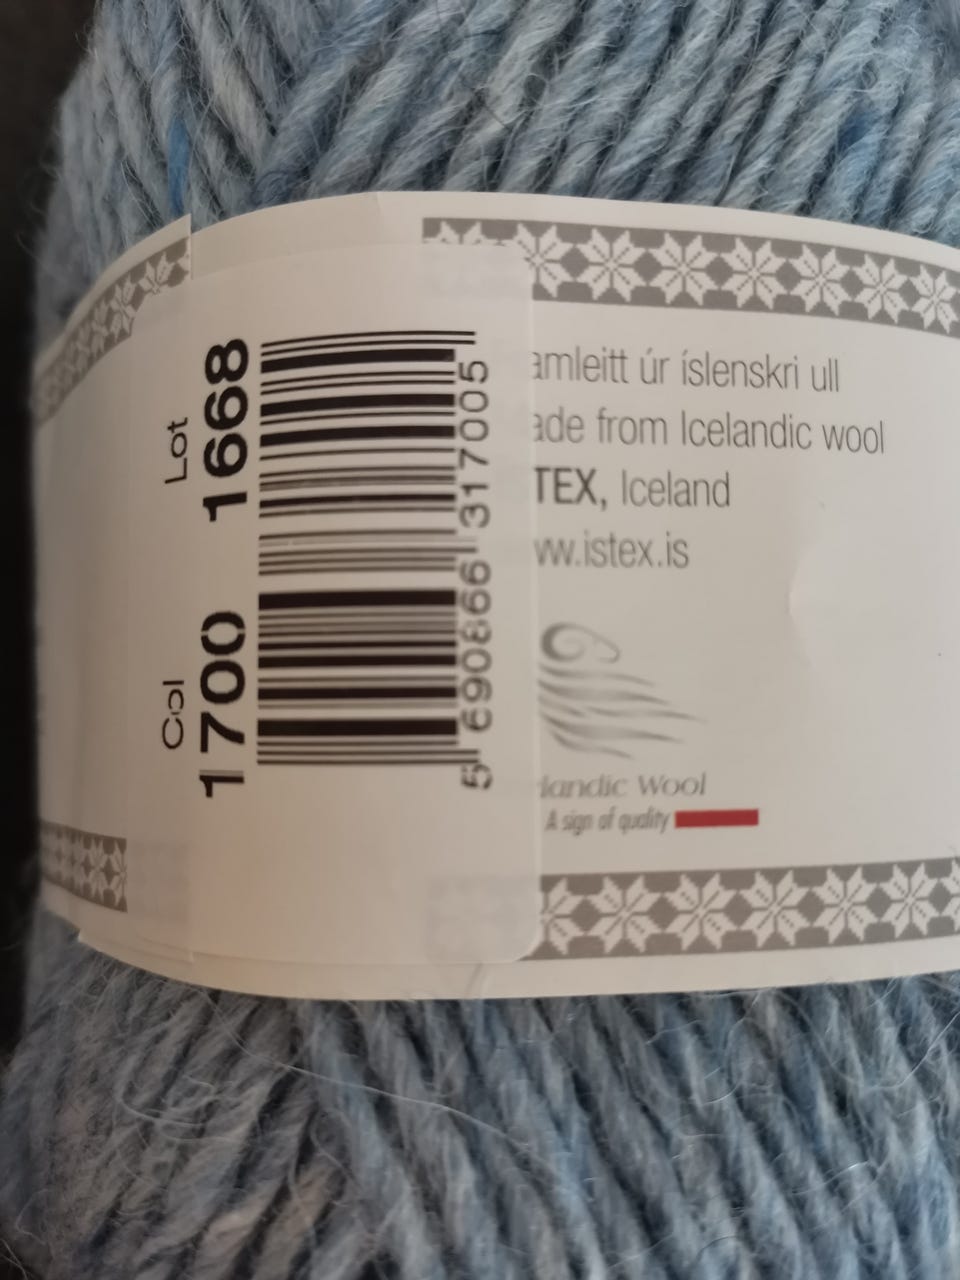 Lot
1668
Col
1700
5 690866 317005
amleitt úr íslenskri ull
ade from Icelandic wool
TEX, Iceland
ww.istex.is
landic Wool
A sign of quality